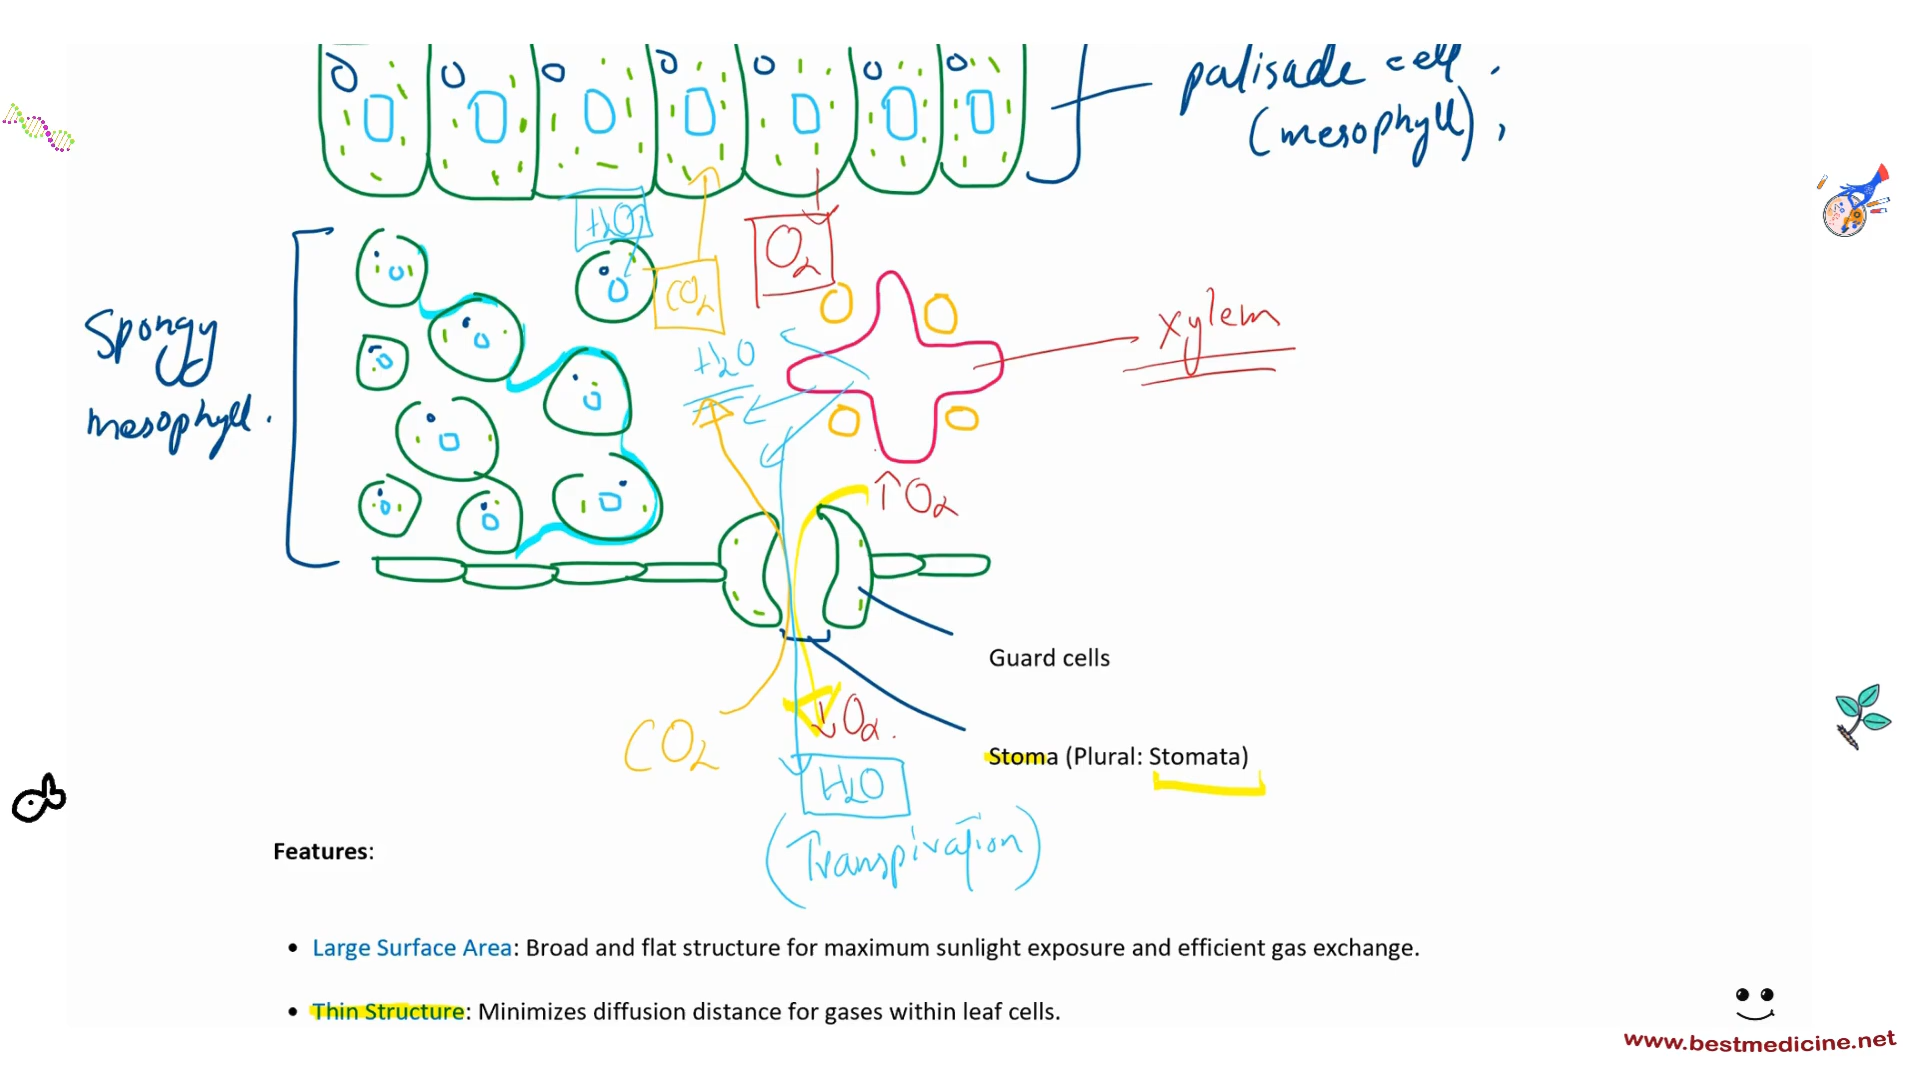 palisade cell.
(mesophyll),
H2O
O2
CO2
Spongy
mesophyll.
xylem
H2O
↑O2
Guard cells
↓O2.
CO2
Stoma (Plural: Stomata)
H2O
(Transpiration)
Features:
• Large Surface Area: Broad and flat structure for maximum sunlight exposure and efficient gas exchange.
• Thin Structure: Minimizes diffusion distance for gases within leaf cells.
www.bestmedicine.net